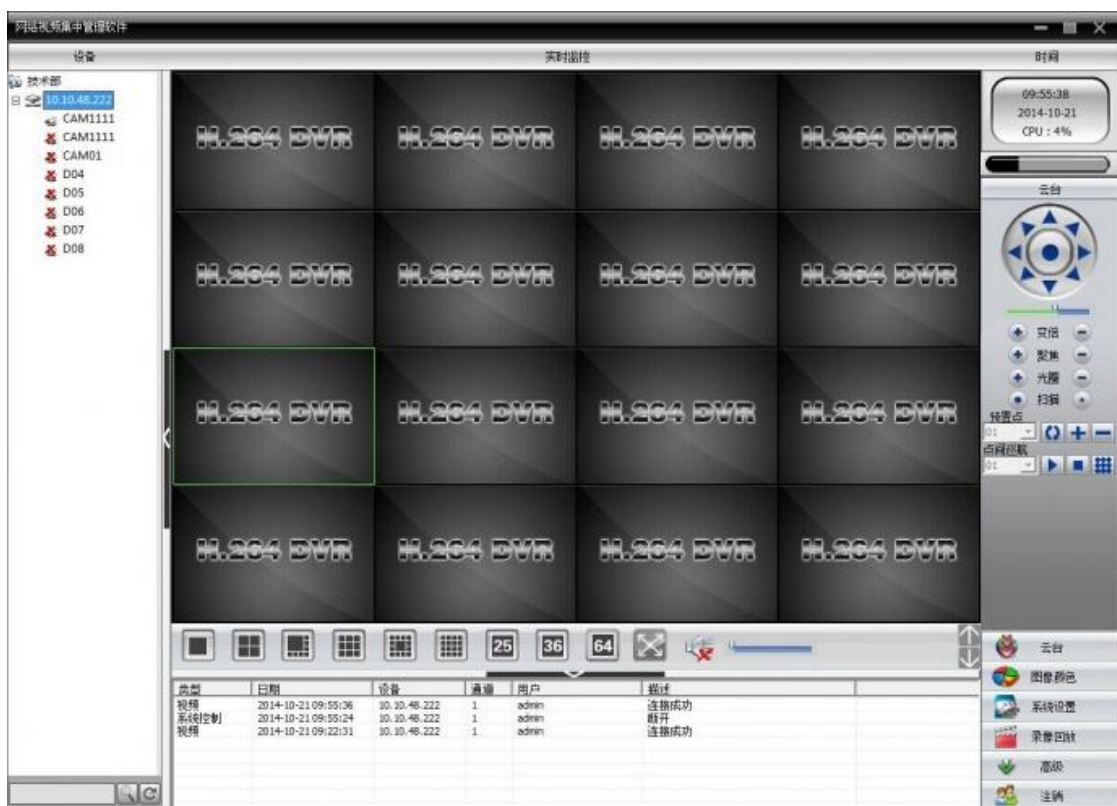 网络视频集中管理软件
设备
实时监控
时间
技术部
10.10.48.222
CAM1111
CAM1111
CAM01
D04
D05
D06
D07
D08
H.264 DVR H.264 DVR H.264 DVR H.264 DVR
H.264 DVR H.264 DVR H.264 DVR H.264 DVR
H.264 DVR H.264 DVR H.264 DVR H.264 DVR
H.264 DVR H.264 DVR H.264 DVR H.264 DVR
25 36 64
类型 日期 设备 通道 用户 描述
视频 2014-10-21 09:55:36 10.10.48.222 1 admin 连接成功
系统控制 2014-10-21 09:55:24 10.10.48.222 1 admin 断开
视频 2014-10-21 09:22:31 10.10.48.222 1 admin 连接成功
09:55:38
2014-10-21
CPU : 4%
云台
变倍
聚焦
光圈
扫描
预置点
01
点间巡航
01
云台
图像颜色
系统设置
录像回放
高级
注销